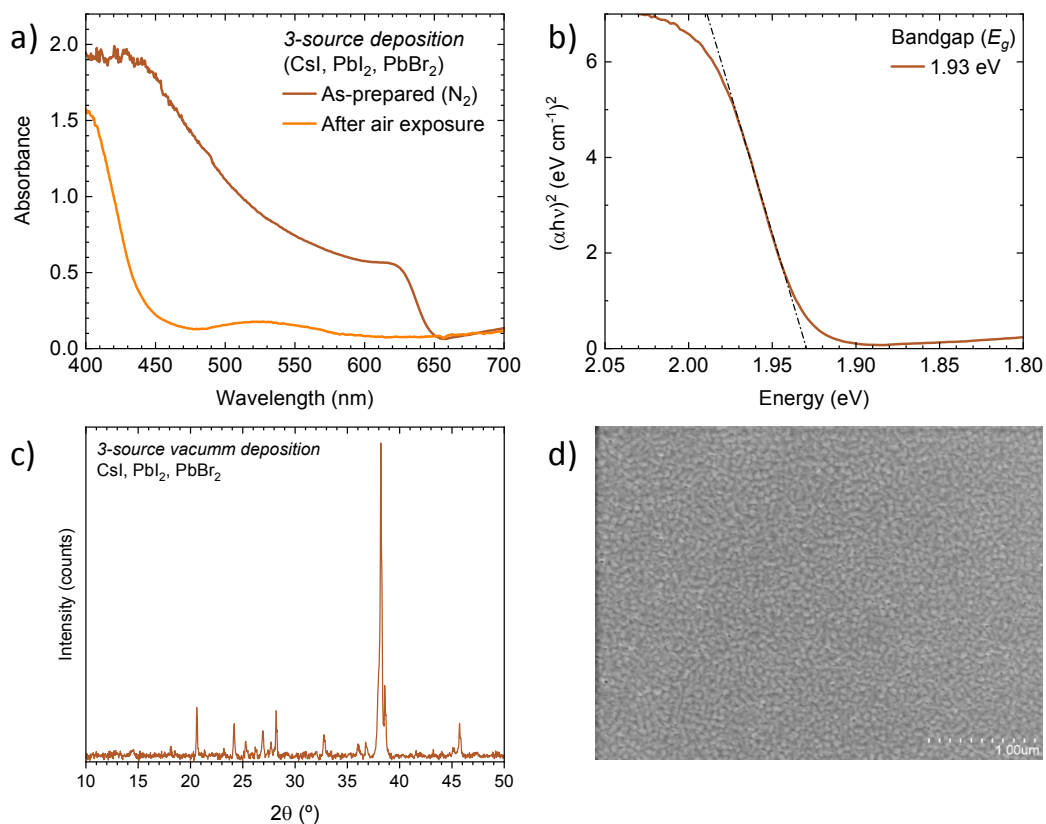 a)
3-source deposition
(CsI, PbI₂, PbBr₂)
As-prepared (N₂)
After air exposure
Absorbance
2.0
1.5
1.0
0.5
0.0
400 450 500 550 600 650 700
Wavelength (nm)
b)
Bandgap (E_g)
1.93 eV
(αhν)² (eV cm⁻¹)²
6
4
2
0
2.05 2.00 1.95 1.90 1.85 1.80
Energy (eV)
c)
3-source vacumm deposition
CsI, PbI₂, PbBr₂
Intensity (counts)
10 15 20 25 30 35 40 45 50
2θ (º)
d)
1.00um